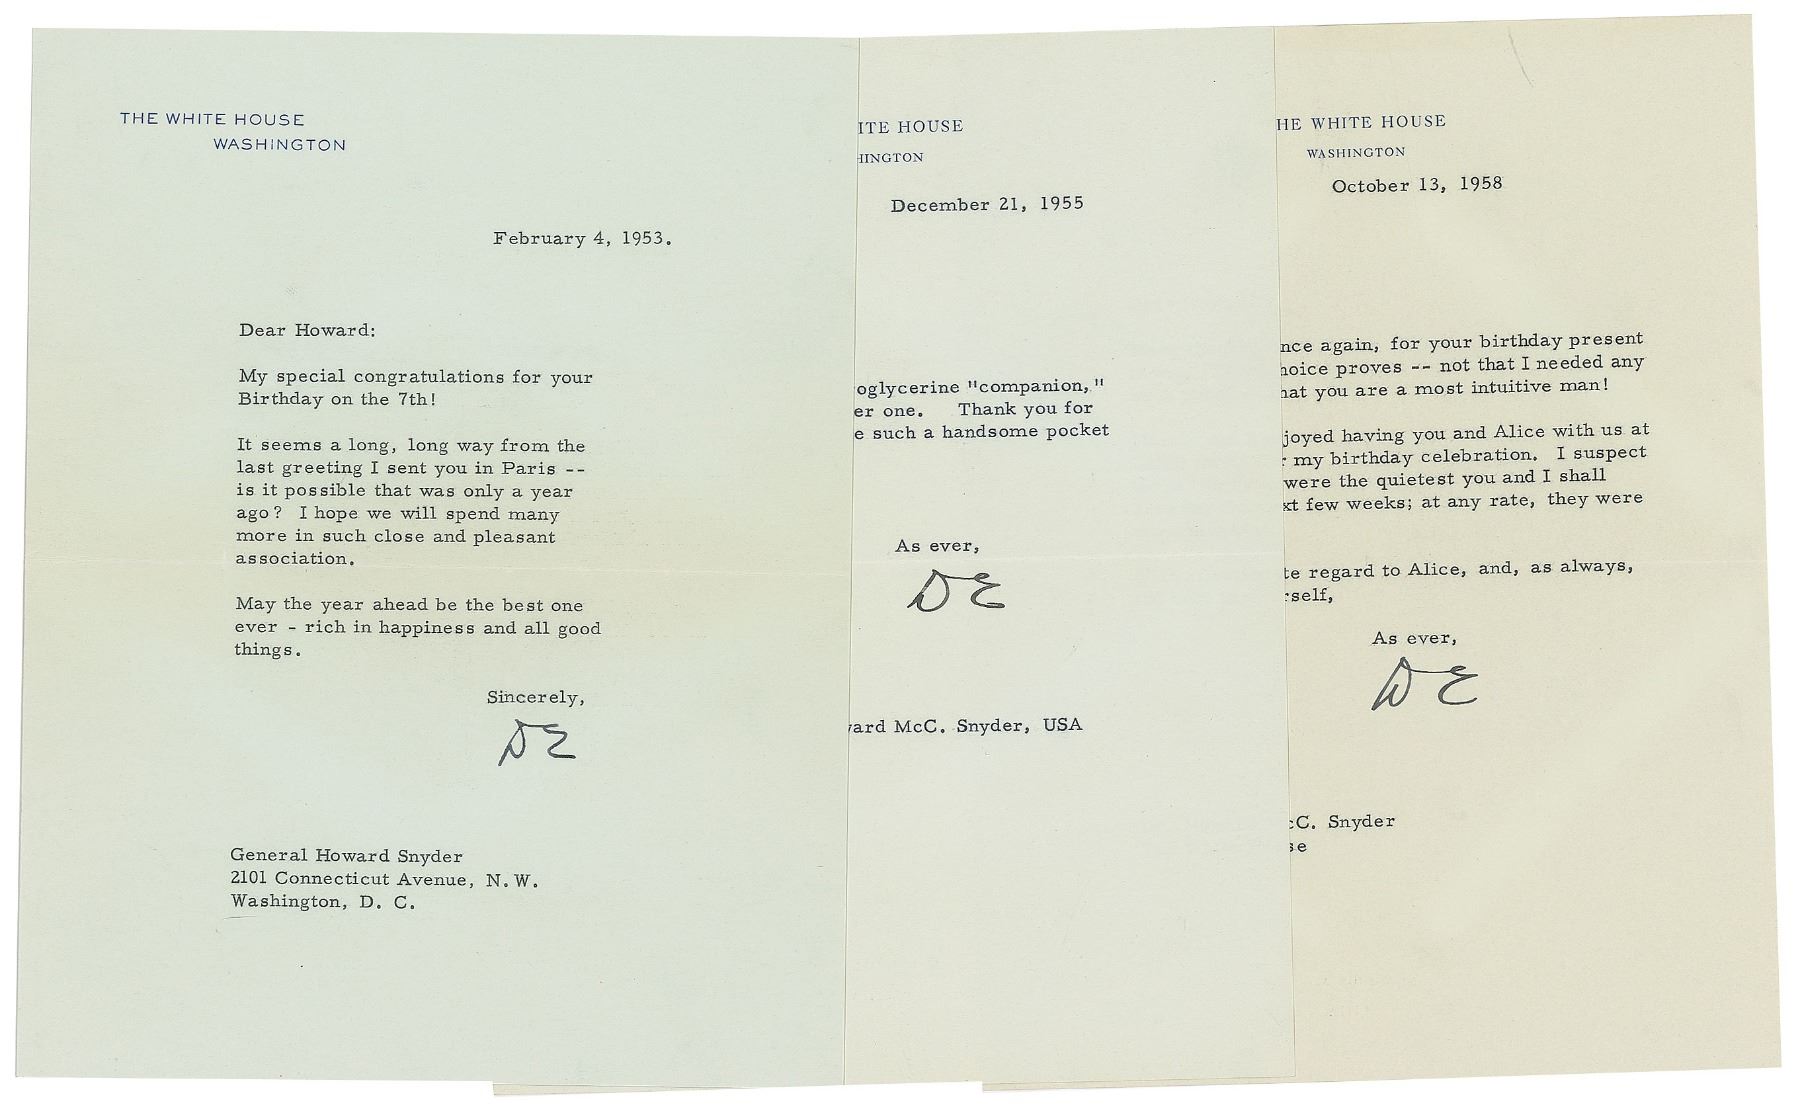 THE WHITE HOUSE
WASHINGTON
February 4, 1953.
Dear Howard:
My special congratulations for your
Birthday on the 7th!
It seems a long, long way from the
last greeting I sent you in Paris --
is it possible that was only a year
ago? I hope we will spend many
more in such close and pleasant
association.
May the year ahead be the best one
ever - rich in happiness and all good
things.
Sincerely,
DE
General Howard Snyder
2101 Connecticut Avenue, N.W.
Washington, D. C.
ITE HOUSE
HINGTON
December 21, 1955
oglycerine "companion,"
er one. Thank you for
e such a handsome pocket
As ever,
DE
ard McC. Snyder, USA
HE WHITE HOUSE
WASHINGTON
October 13, 1958
nce again, for your birthday present
hoice proves -- not that I needed any
hat you are a most intuitive man!
joyed having you and Alice with us at
my birthday celebration. I suspect
were the quietest you and I shall
xt few weeks; at any rate, they were
te regard to Alice, and, as always,
rself,
As ever,
DE
cC. Snyder
se